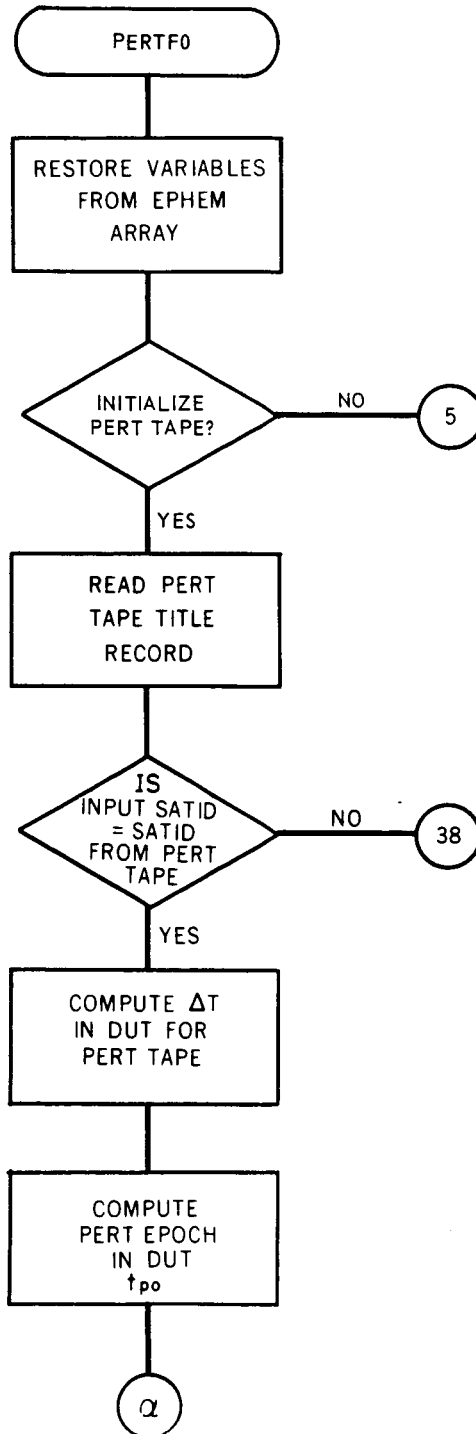 PERTFO
RESTORE VARIABLES
FROM EPHEM
ARRAY
INITIALIZE
PERT TAPE?
NO
5
YES
READ PERT
TAPE TITLE
RECORD
IS
INPUT SATID
= SATID
FROM PERT
TAPE
NO
38
YES
COMPUTE ΔT
IN DUT FOR
PERT TAPE
COMPUTE
PERT EPOCH
IN DUT
tpo
α